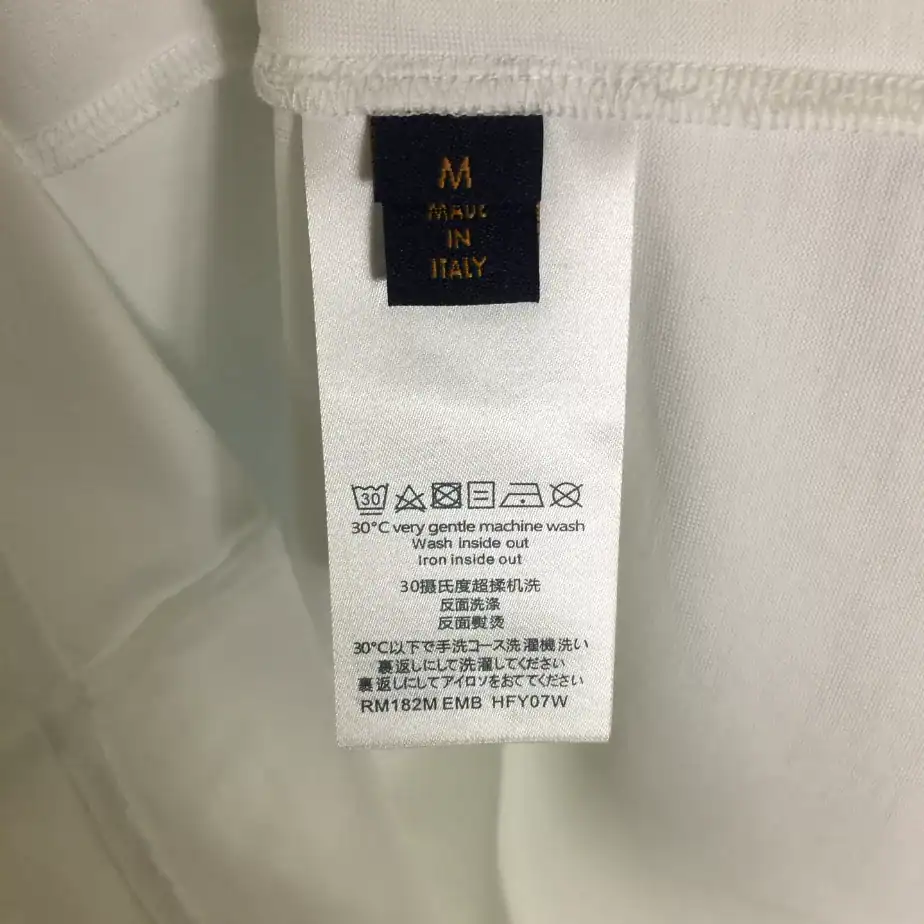 M
MADE
IN
ITALY
30
30°C very gentle machine wash
Wash inside out
Iron inside out
30摄氏度超揉机洗
反面洗涤
反面熨烫
30°C以下で手洗コース洗濯機洗い
裏返しにして洗濯してください
裏返しにしてアイロソをおててください
RM182M EMB HFY07W